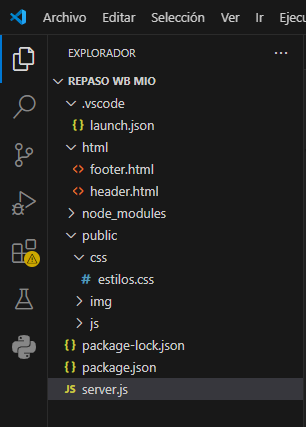 Archivo Editar Selección Ver Ir Ejecu
EXPLORADOR ...
REPASO WB MIO
.vscode
{} launch.json
html
<> footer.html
<> header.html
node_modules
public
css
# estilos.css
img
js
{} package-lock.json
{} package.json
JS server.js